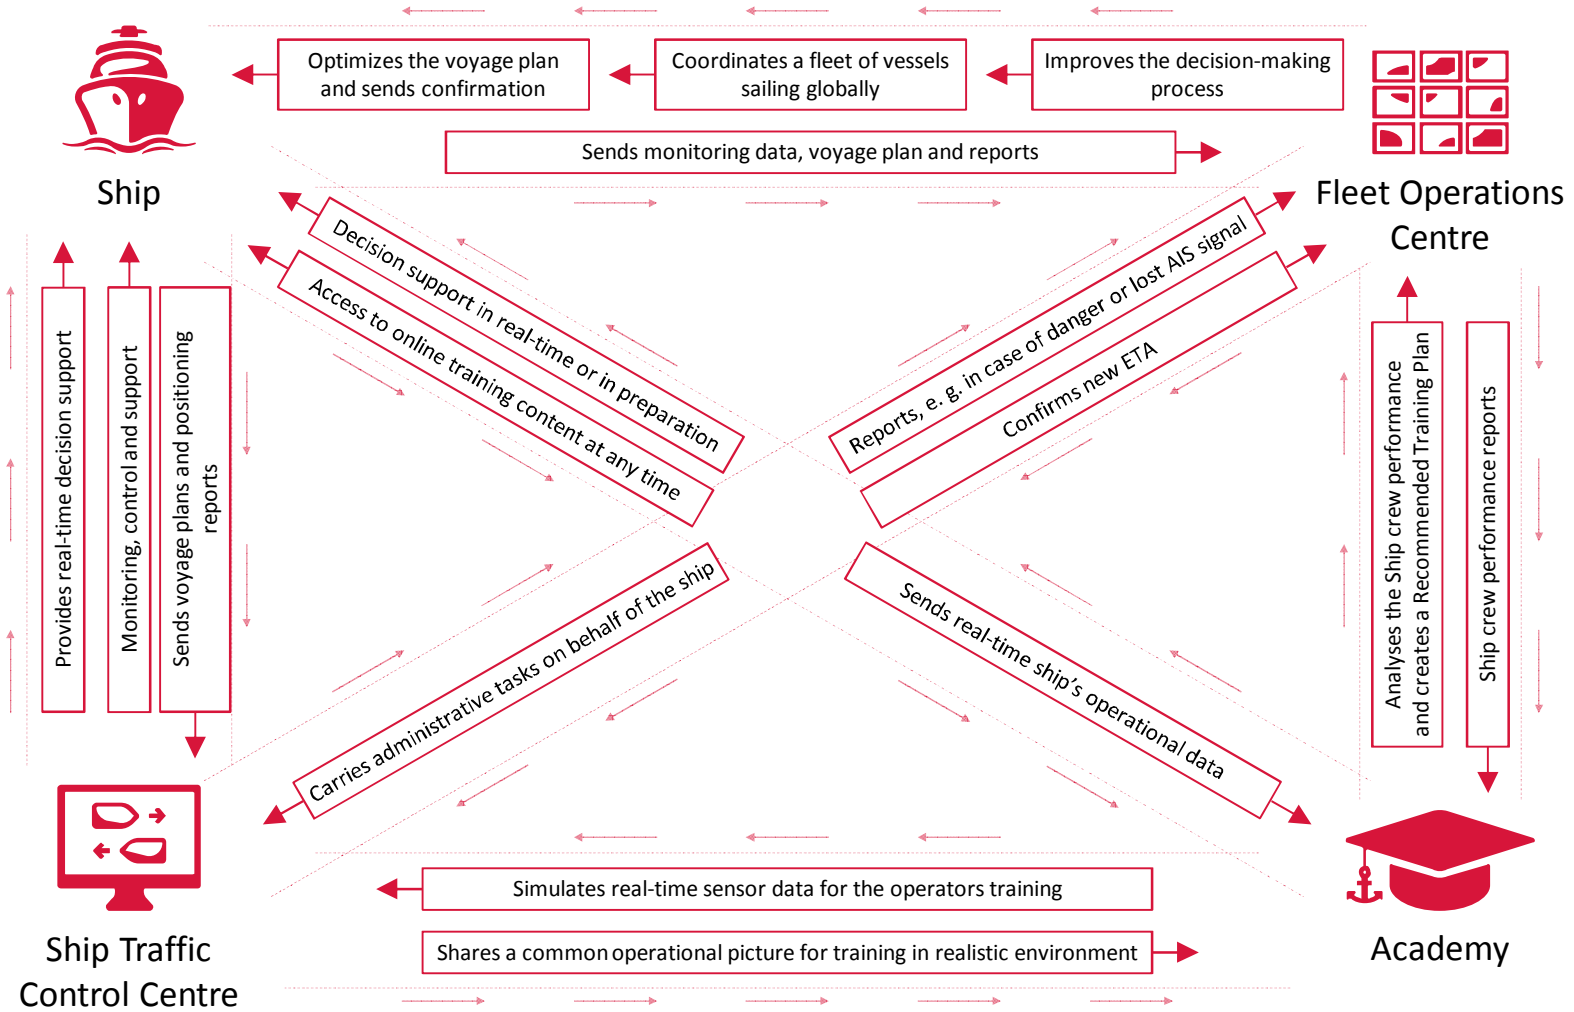 Optimizes the voyage plan
and sends confirmation
Coordinates a fleet of vessels
sailing globally
Improves the decision-making
process
Sends monitoring data, voyage plan and reports
Ship
Fleet Operations
Centre
Decision support in real-time or in preparation
Access to online training content at any time
Reports, e. g. in case of danger or lost AIS signal
Confirms new ETA
Provides real-time decision support
Monitoring, control and support
Sends voyage plans and positioning
reports
Analyses the Ship crew performance
and creates a Recommended Training Plan
Ship crew performance reports
Carries administrative tasks on behalf of the ship
Sends real-time ship’s operational data
Simulates real-time sensor data for the operators training
Shares a common operational picture for training in realistic environment
Ship Traffic
Control Centre
Academy